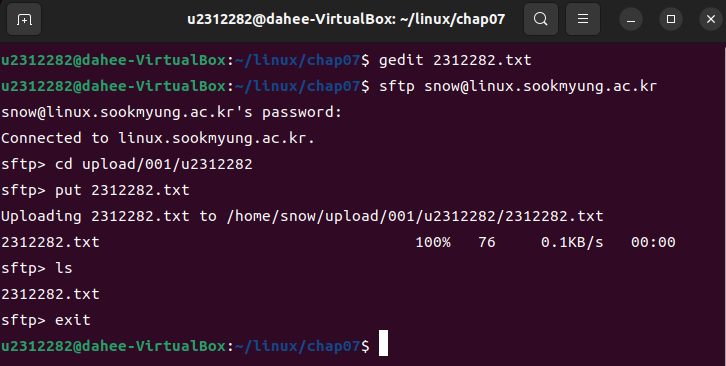 u2312282@dahee-VirtualBox: ~/linux/chap07
u2312282@dahee-VirtualBox:~/linux/chap07$ gedit 2312282.txt
u2312282@dahee-VirtualBox:~/linux/chap07$ sftp snow@linux.sookmyung.ac.kr
snow@linux.sookmyung.ac.kr's password:
Connected to linux.sookmyung.ac.kr.
sftp> cd upload/001/u2312282
sftp> put 2312282.txt
Uploading 2312282.txt to /home/snow/upload/001/u2312282/2312282.txt
2312282.txt 100% 76 0.1KB/s 00:00
sftp> ls
2312282.txt
sftp> exit
u2312282@dahee-VirtualBox:~/linux/chap07$